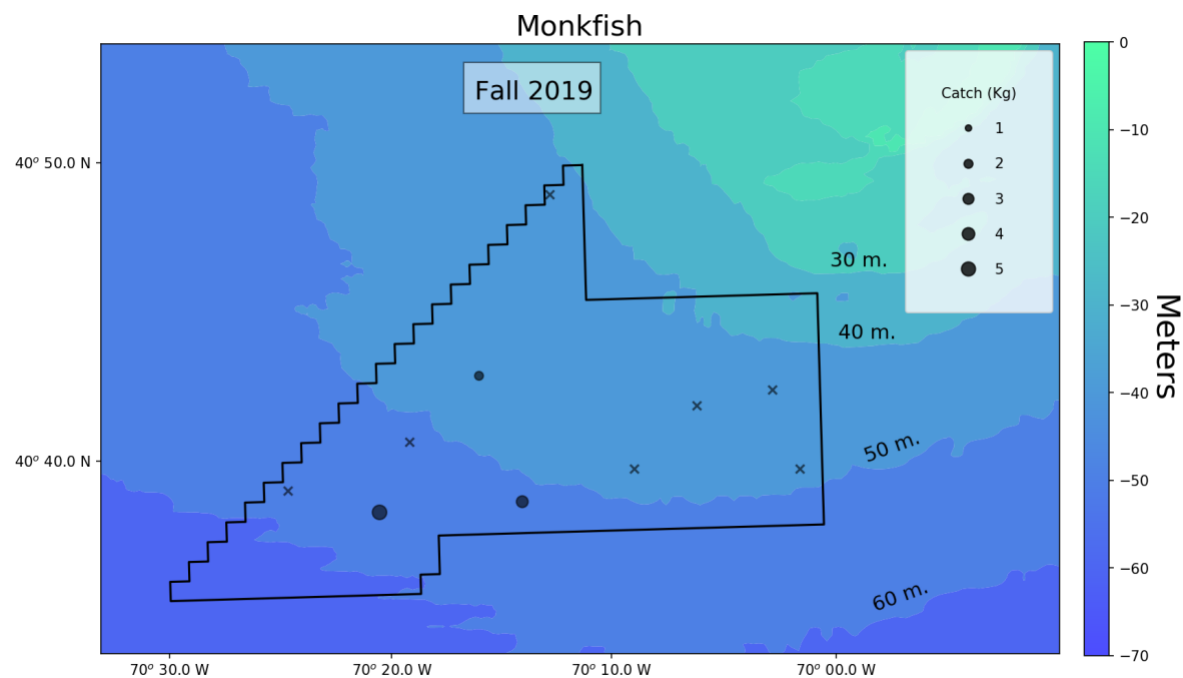 Monkfish
Fall 2019
Catch (Kg)
1
2
3
4
5
30 m.
40 m.
50 m.
60 m.
40° 50.0 N
40° 40.0 N
70° 30.0 W
70° 20.0 W
70° 10.0 W
70° 00.0 W
0
−10
−20
−30
−40
−50
−60
−70
Meters